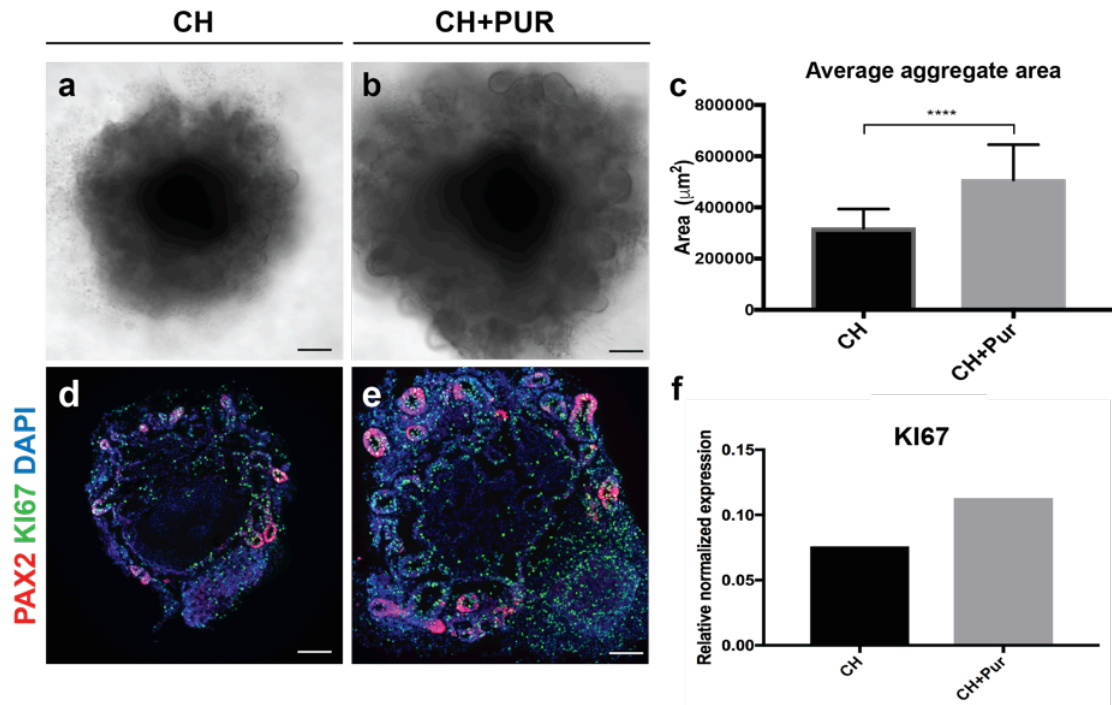 CH
CH+PUR
a
b
c
Average aggregate area
800000
600000
400000
200000
0
Area (μm²)
****
CH
CH+Pur
PAX2 KI67 DAPI
d
e
f
KI67
0.15
0.10
0.05
0.00
Relative normalized expression
CH
CH+Pur